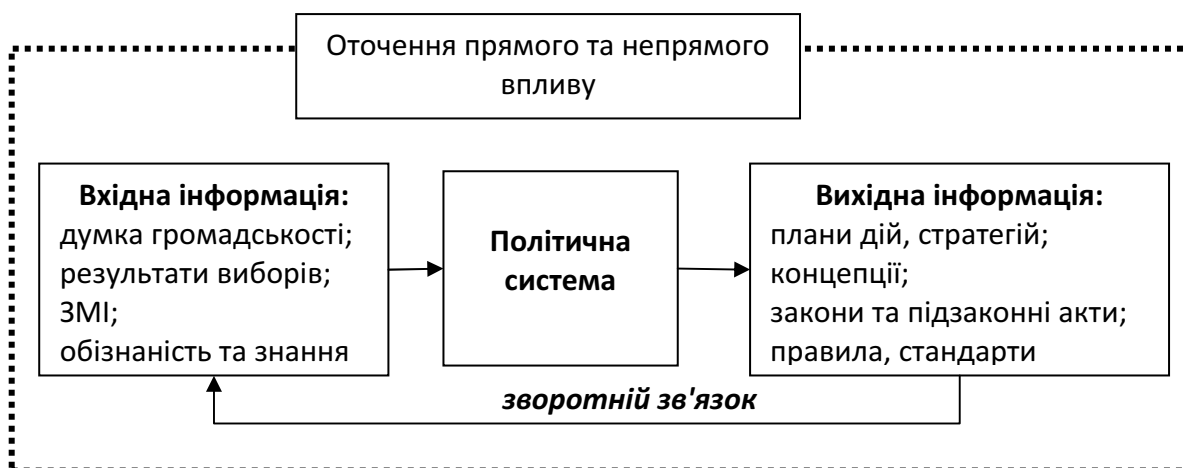 Оточення прямого та непрямого
впливу
Вхідна інформація:
думка громадськості;
результати виборів;
ЗМІ;
обізнаність та знання
Політична
система
Вихідна інформація:
плани дій, стратегій;
концепції;
закони та підзаконні акти;
правила, стандарти
зворотній зв'язок